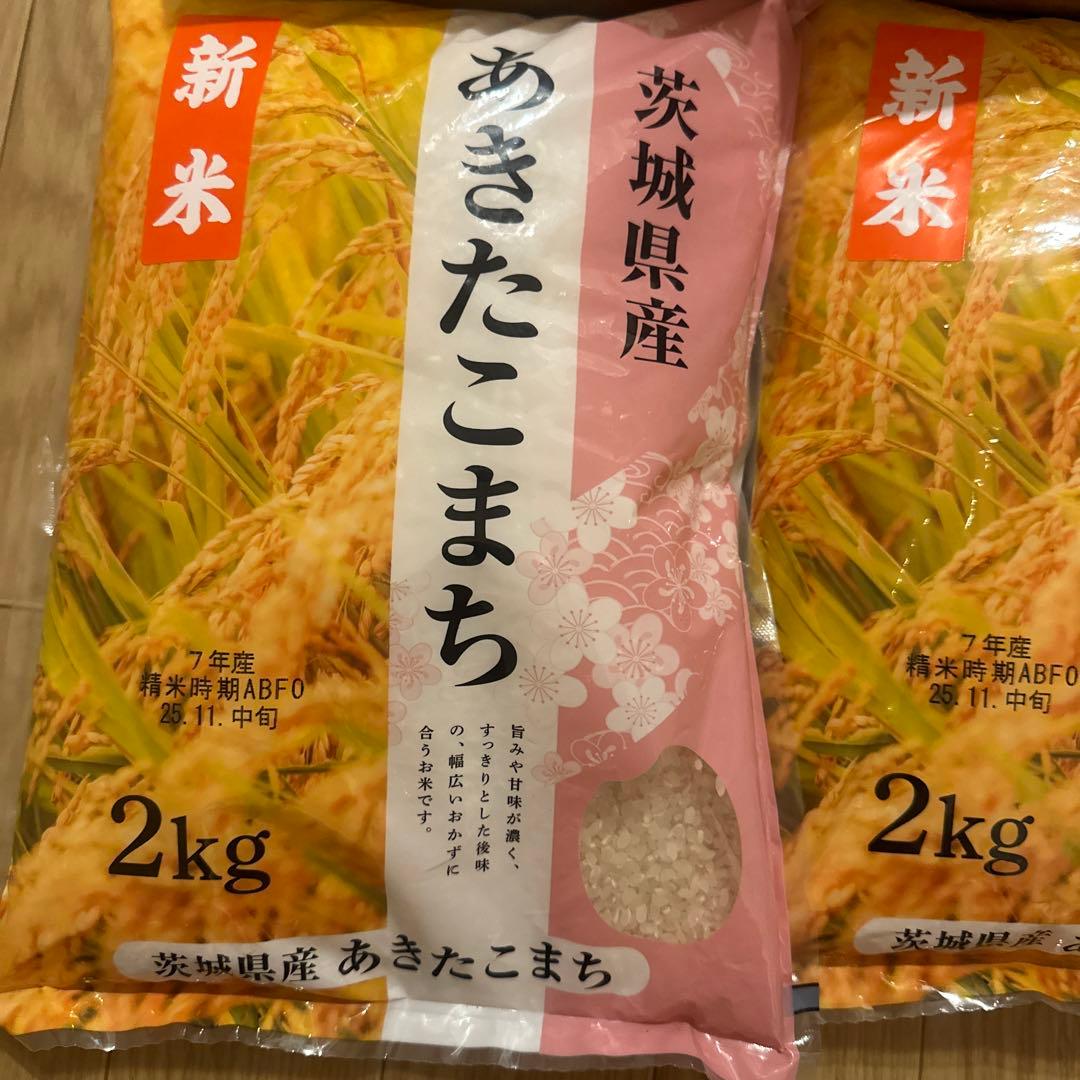 新米
あきたこまち
茨城県産
7年産
精米時期ABF0
25.11.中旬
2kg
旨みや甘味が濃く、
すっきりとした後味
の、幅広いおかずに
合うお米です。
茨城県産 あきたこまち
新米
7年産
精米時期ABF0
25.11.中旬
2kg
茨城県産